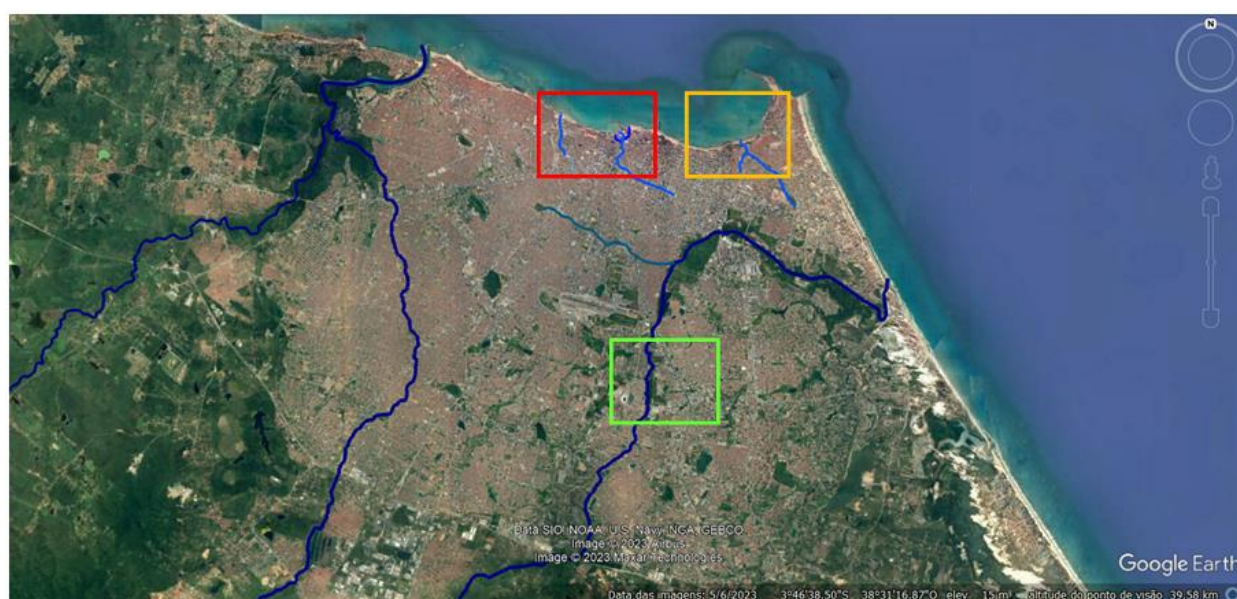 N
Data SIO, NOAA, U.S. Navy, NGA, GEBCO
Image © 2023 Airbus
Image © 2023 Maxar Technologies
Google Earth
Data das imagens: 5/6/2023 3°46'38.50"S 38°31'16.87"O elev 15 m altitude do ponto de visão 39.58 km